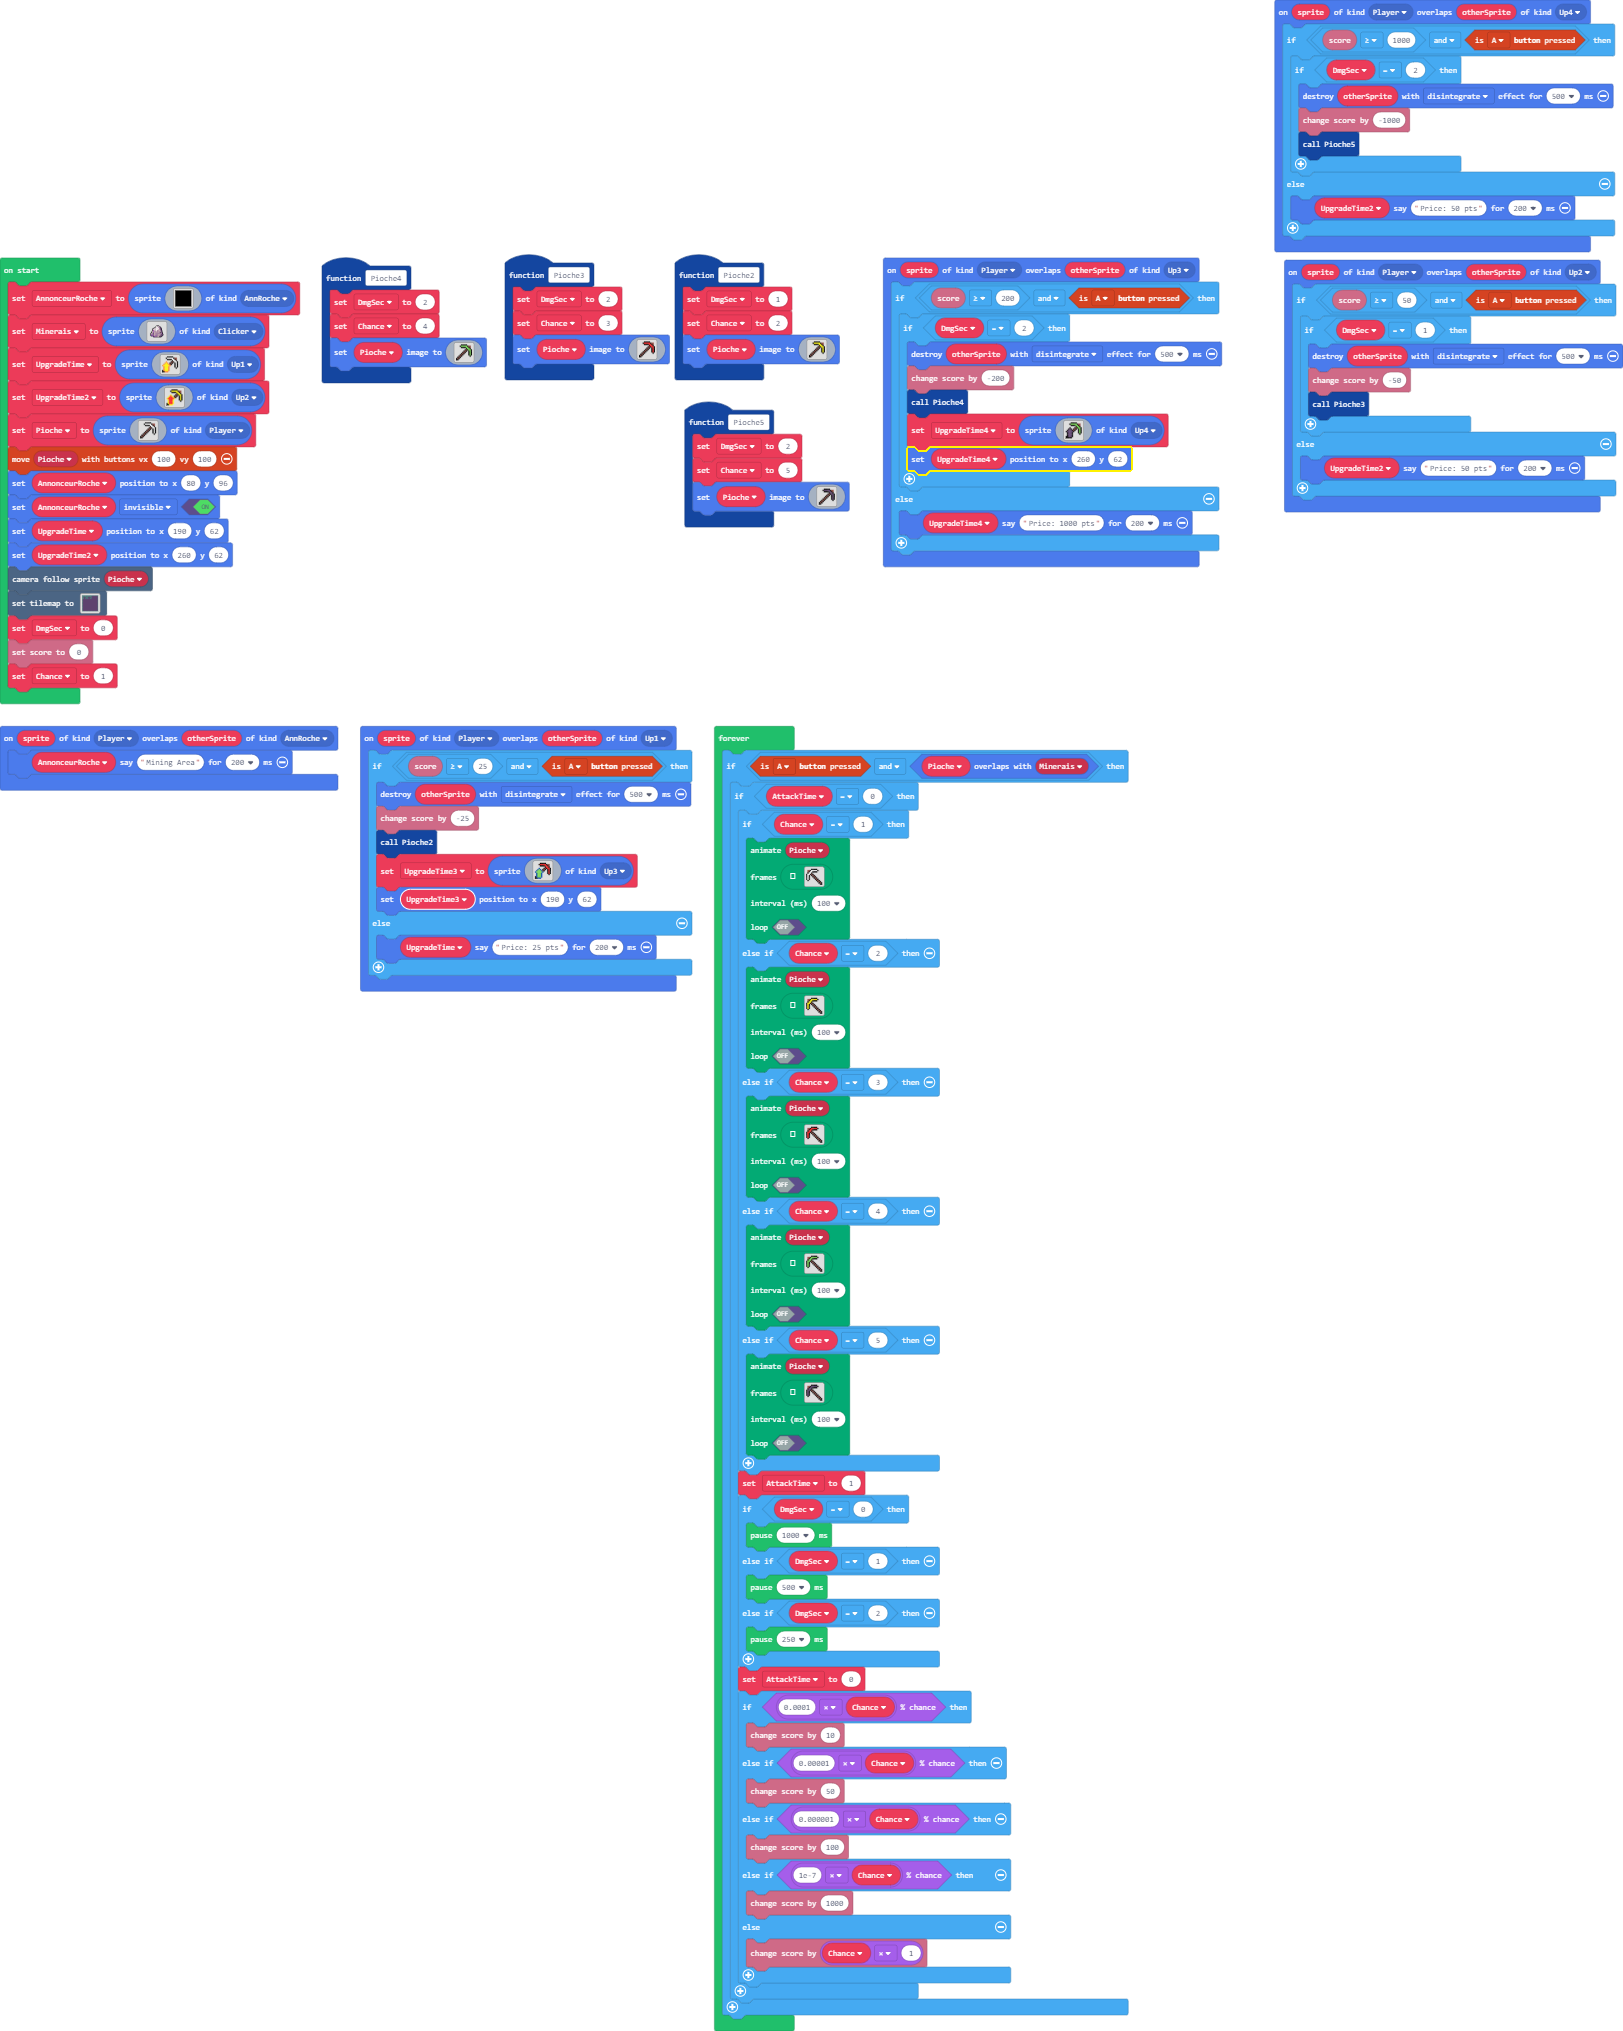 on sprite of kind Player overlaps otherSprite of kind Up4
if score ≥ 1000 and is A button pressed then
if DmgSec = 2 then
destroy otherSprite with disintegrate effect for 500 ms
change score by -1000
call Pioche5
else
UpgradeTime2 say "Price: 50 pts" for 200 ms
on start
set AnnonceurRoche to sprite of kind AnnRoche
set Minerais to sprite of kind Clicker
set UpgradeTime to sprite of kind Up1
set UpgradeTime2 to sprite of kind Up2
set Pioche to sprite of kind Player
move Pioche with buttons vx 100 vy 100
set AnnonceurRoche position to x 80 y 96
set AnnonceurRoche invisible ON
set UpgradeTime position to x 190 y 62
set UpgradeTime2 position to x 260 y 62
camera follow sprite Pioche
set tilemap to
set DmgSec to 0
set score to 0
set Chance to 1
function Pioche4
set DmgSec to 2
set Chance to 4
set Pioche image to
function Pioche3
set DmgSec to 2
set Chance to 3
set Pioche image to
function Pioche2
set DmgSec to 1
set Chance to 2
set Pioche image to
function Pioche5
set DmgSec to 2
set Chance to 5
set Pioche image to
on sprite of kind Player overlaps otherSprite of kind Up3
if score ≥ 200 and is A button pressed then
if DmgSec = 2 then
destroy otherSprite with disintegrate effect for 500 ms
change score by -200
call Pioche4
set UpgradeTime4 to sprite of kind Up4
set UpgradeTime4 position to x 260 y 62
else
UpgradeTime4 say "Price: 1000 pts" for 200 ms
on sprite of kind Player overlaps otherSprite of kind Up2
if score ≥ 50 and is A button pressed then
if DmgSec = 1 then
destroy otherSprite with disintegrate effect for 500 ms
change score by -50
call Pioche3
else
UpgradeTime2 say "Price: 50 pts" for 200 ms
on sprite of kind Player overlaps otherSprite of kind AnnRoche
AnnonceurRoche say "Mining Area" for 200 ms
on sprite of kind Player overlaps otherSprite of kind Up1
if score ≥ 25 and is A button pressed then
destroy otherSprite with disintegrate effect for 500 ms
change score by -25
call Pioche2
set UpgradeTime3 to sprite of kind Up3
set UpgradeTime3 position to x 190 y 62
else
UpgradeTime say "Price: 25 pts" for 200 ms
forever
if is A button pressed and Pioche overlaps with Minerais then
if AttackTime = 0 then
if Chance = 1 then
animate Pioche
frames
interval (ms) 100
loop OFF
else if Chance = 2 then
animate Pioche
frames
interval (ms) 100
loop OFF
else if Chance = 3 then
animate Pioche
frames
interval (ms) 100
loop OFF
else if Chance = 4 then
animate Pioche
frames
interval (ms) 100
loop OFF
else if Chance = 5 then
animate Pioche
frames
interval (ms) 100
loop OFF
set AttackTime to 1
if DmgSec = 0 then
pause 1000 ms
else if DmgSec = 1 then
pause 500 ms
else if DmgSec = 2 then
pause 250 ms
set AttackTime to 0
if 0.0001 × Chance % chance then
change score by 10
else if 0.00001 × Chance % chance then
change score by 50
else if 0.000001 × Chance % chance then
change score by 100
else if 1e-7 × Chance % chance then
change score by 1000
else
change score by Chance × 1